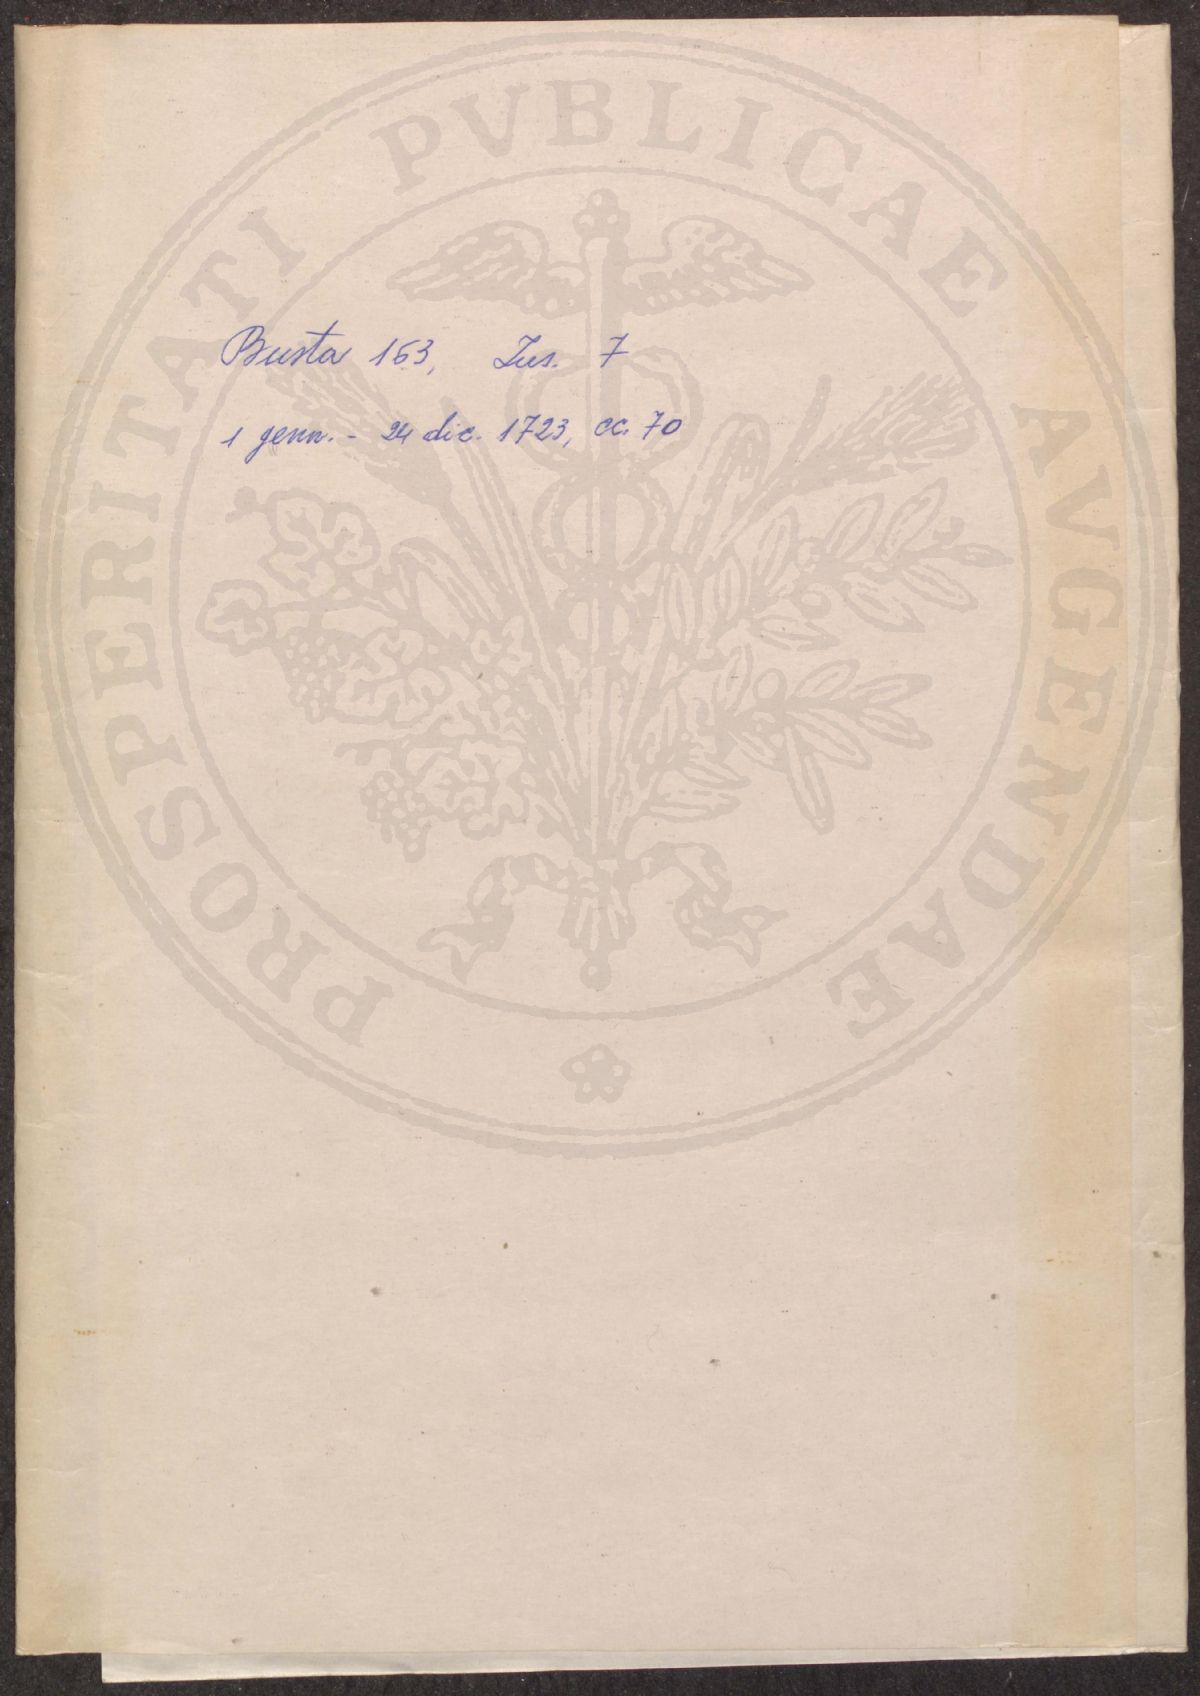 Busta 163, Ins. 7
1 genn. - 24 dic. 1723, cc. 70
PROSPERITATI PVBLICAE AVGENDAE